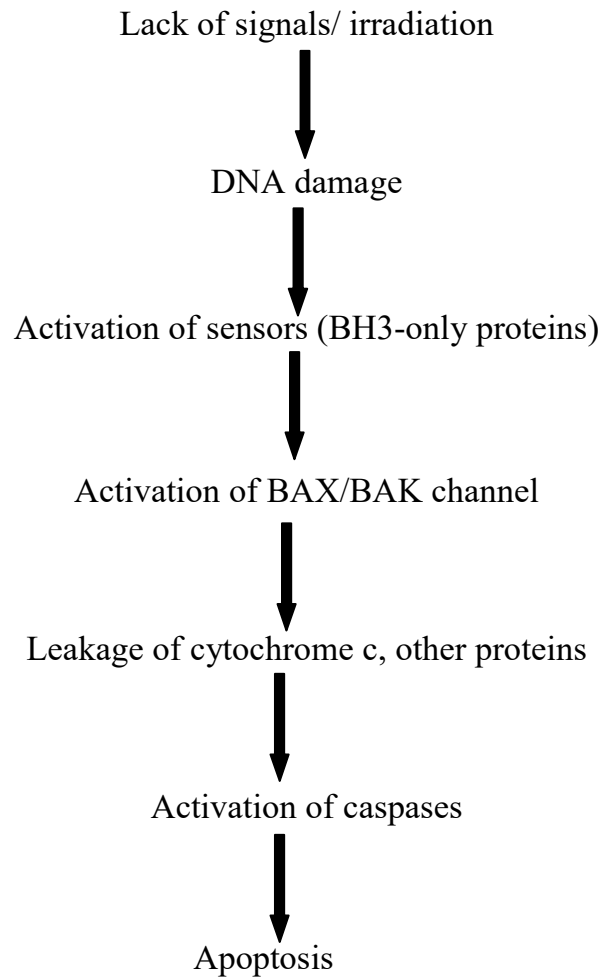 Lack of signals/ irradiation
DNA damage
Activation of sensors (BH3-only proteins)
Activation of BAX/BAK channel
Leakage of cytochrome c, other proteins
Activation of caspases
Apoptosis